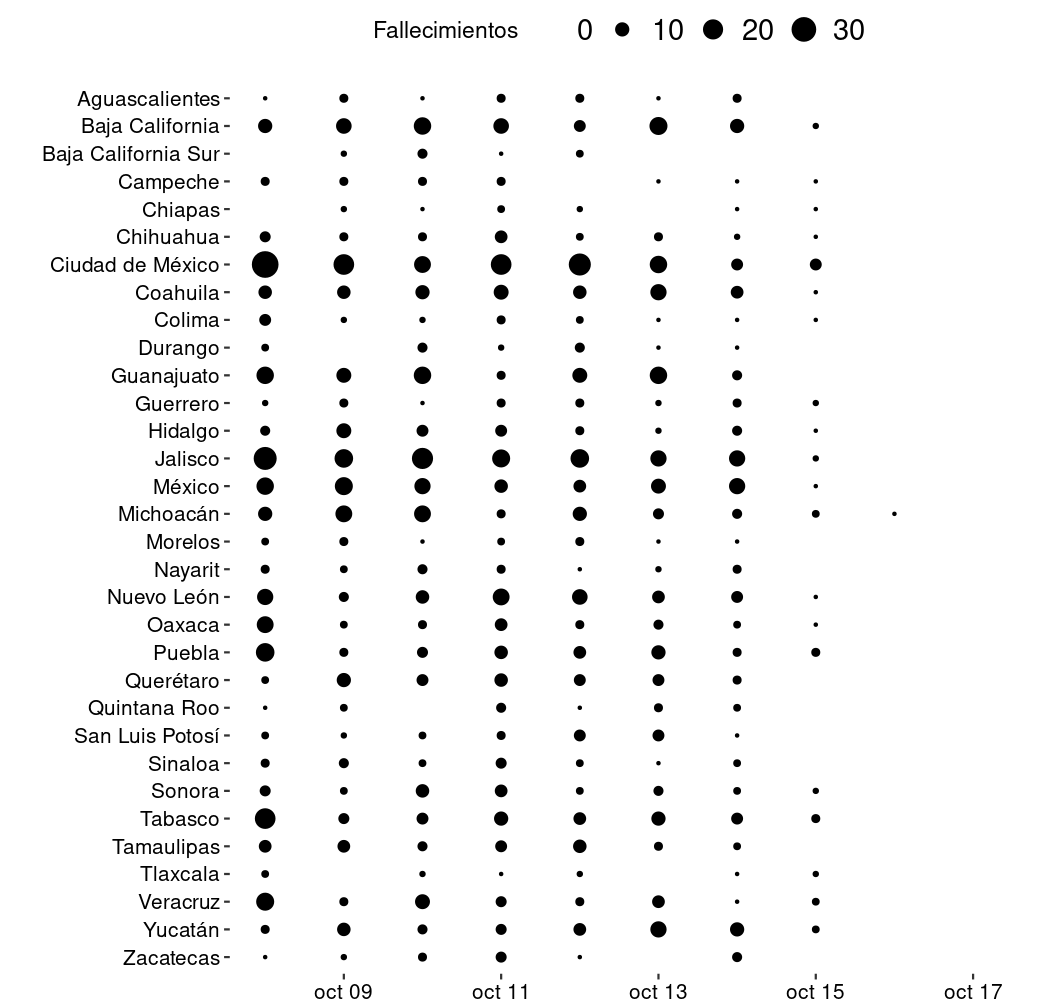 Fallecimientos 0 10 20 30
Aguascalientes
Baja California
Baja California Sur
Campeche
Chiapas
Chihuahua
Ciudad de México
Coahuila
Colima
Durango
Guanajuato
Guerrero
Hidalgo
Jalisco
México
Michoacán
Morelos
Nayarit
Nuevo León
Oaxaca
Puebla
Querétaro
Quintana Roo
San Luis Potosí
Sinaloa
Sonora
Tabasco
Tamaulipas
Tlaxcala
Veracruz
Yucatán
Zacatecas
oct 09 oct 11 oct 13 oct 15 oct 17